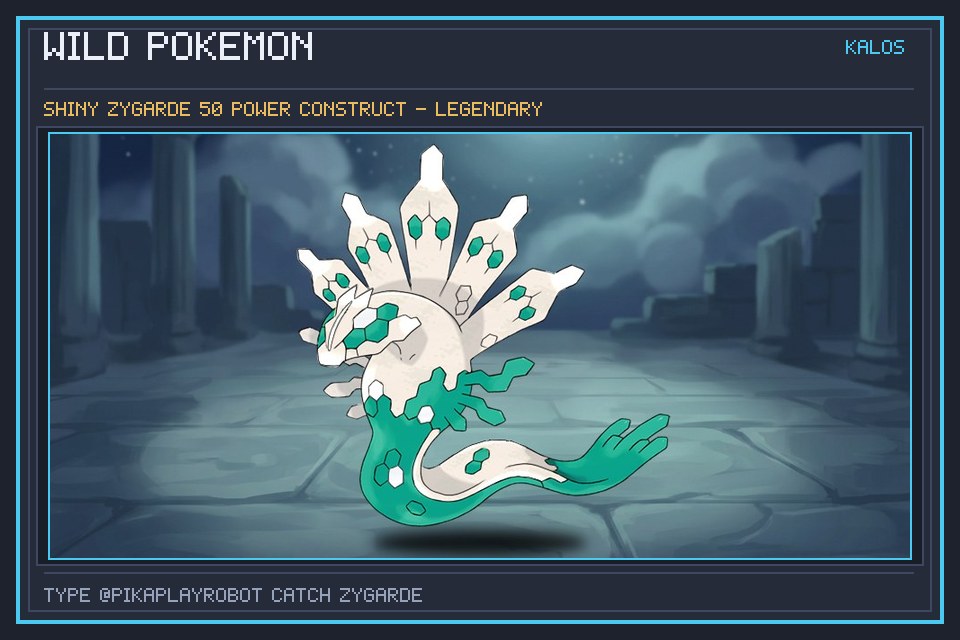 WILD POKEMON
KALOS
SHINY ZYGARDE 50 POWER CONSTRUCT - LEGENDARY
TYPE @PIKAPLAYROBOT CATCH ZYGARDE